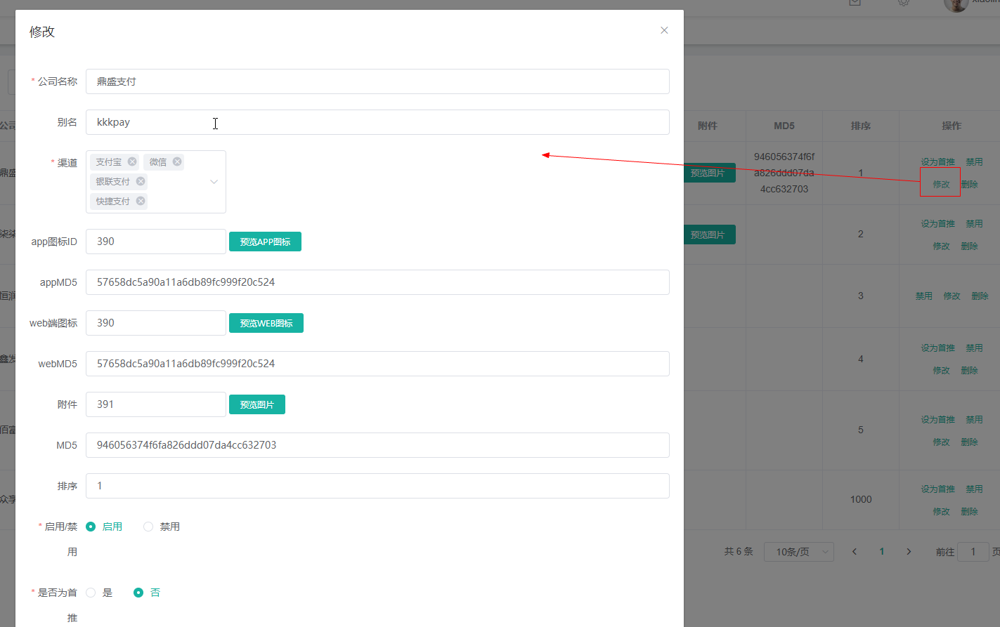 修改
* 公司名称 鼎盛支付
别名 kkkpay
* 渠道 支付宝 微信
银联支付
快捷支付
app图标ID 390 预览APP图标
appMD5 57658dc5a90a11a6db89fc999f20c524
web端图标 390 预览WEB图标
webMD5 57658dc5a90a11a6db89fc999f20c524
附件 391 预览图片
MD5 946056374f6fa826ddd07da4cc632703
排序 1
* 启用/禁用 启用 禁用
* 是否为首推 是 否
公司
附件 MD5 排序 操作
鼎盛
预览图片
946056374f6f
a826ddd07da
4cc632703
1
设为首推 禁用
修改 删除
柒柒
预览图片
2
设为首推 禁用
修改 删除
恒润
3
禁用 修改 删除
鑫发
4
设为首推 禁用
修改 删除
佰富
5
设为首推 禁用
修改 删除
众享
1000
设为首推 禁用
修改 删除
共 6 条 10条/页 1 前往 1 页